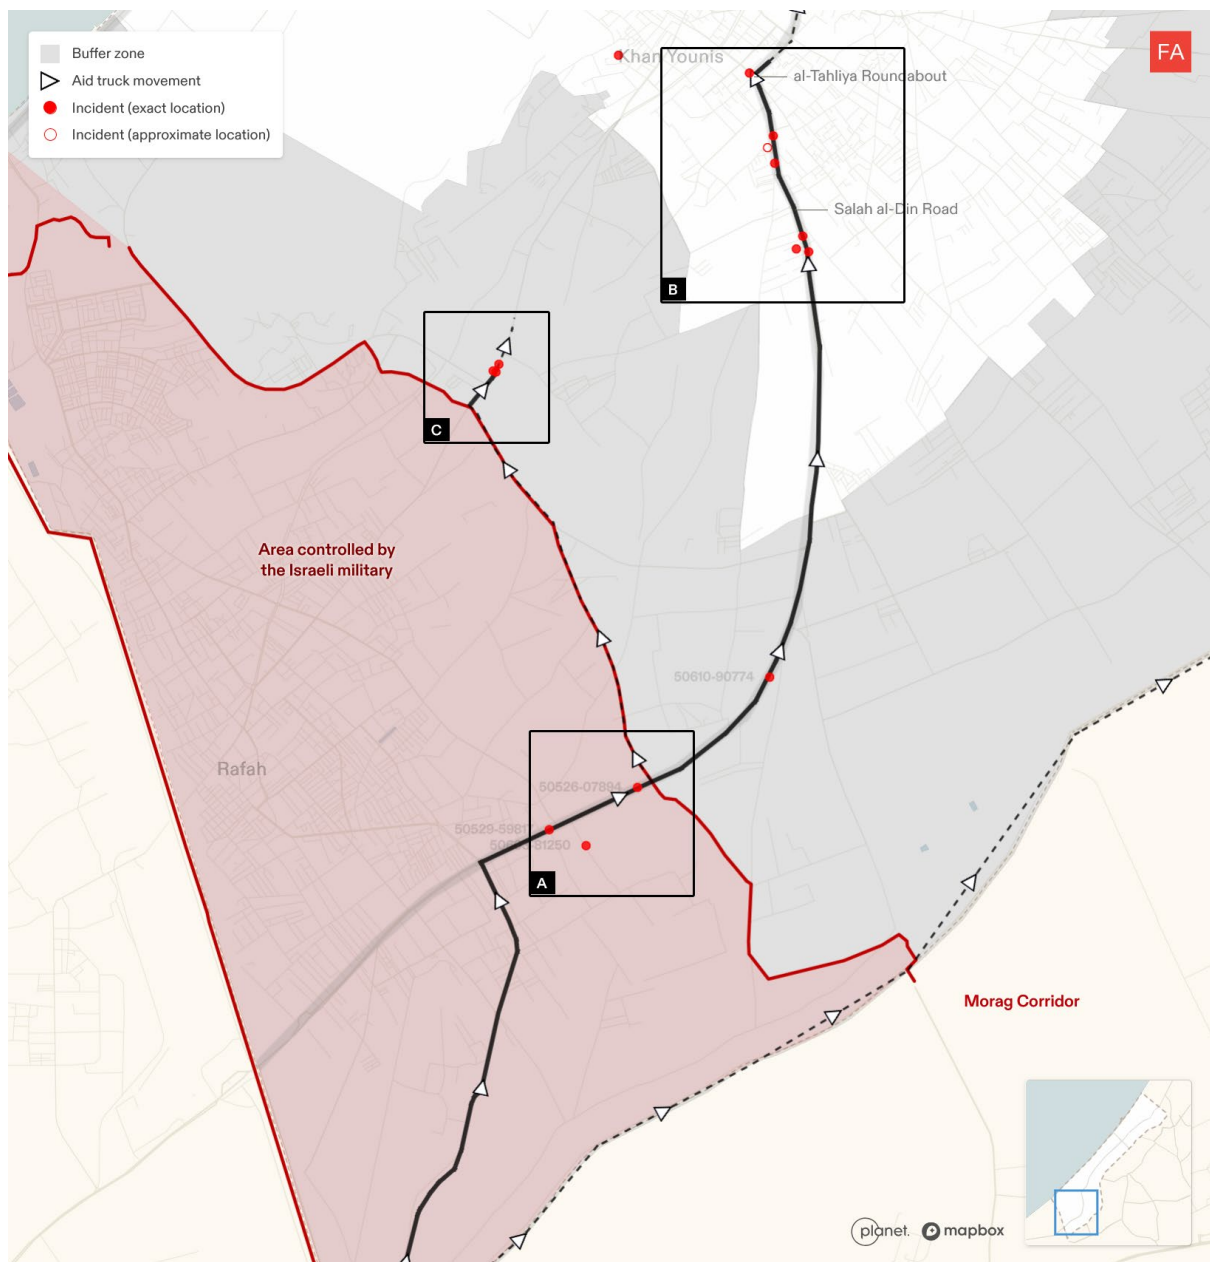 Buffer zone
Aid truck movement
Incident (exact location)
Incident (approximate location)
FA
Khan Younis
al-Tahliya Roundabout
Salah al-Din Road
B
C
Area controlled by
the Israeli military
50610-90774
Rafah
50526-07894
A
Morag Corridor
planet.
mapbox